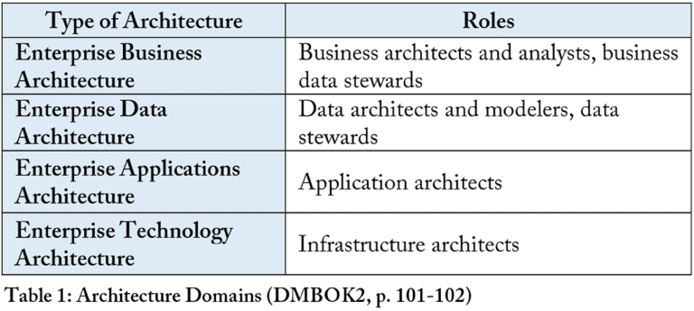 Type of Architecture Roles
Enterprise Business Business architects and analysts, business
Architecture data stewards
Enterprise Data Data architects and modelers, data
Architecture stewards
Enterprise Applications
Architecture
Application architects
Enterprise Technology
Architecture
Infrastructure architects
Table 1: Architecture Domains (DMBOK2, p. 101-102)